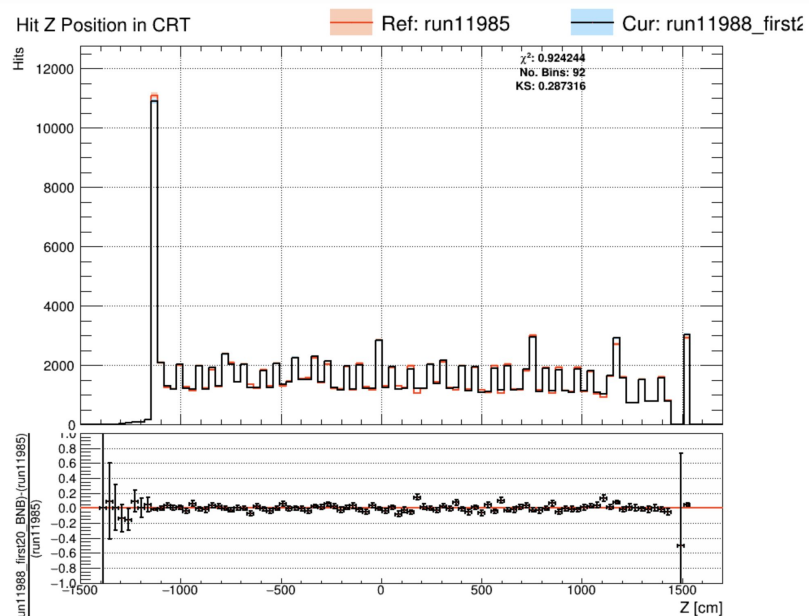 Hit Z Position in CRT
Ref: run11985
Cur: run11988_first2
Hits
χ²: 0.924244
No. Bins: 92
KS: 0.287316
12000
10000
8000
6000
4000
2000
0
1.0
0.8
0.6
0.4
0.2
0.0
−0.2
−0.4
−0.6
−0.8
−1.0
un11988_first20_BNB)-(run11985)
(run11985)
−1500
−1000
−500
0
500
1000
1500
Z [cm]